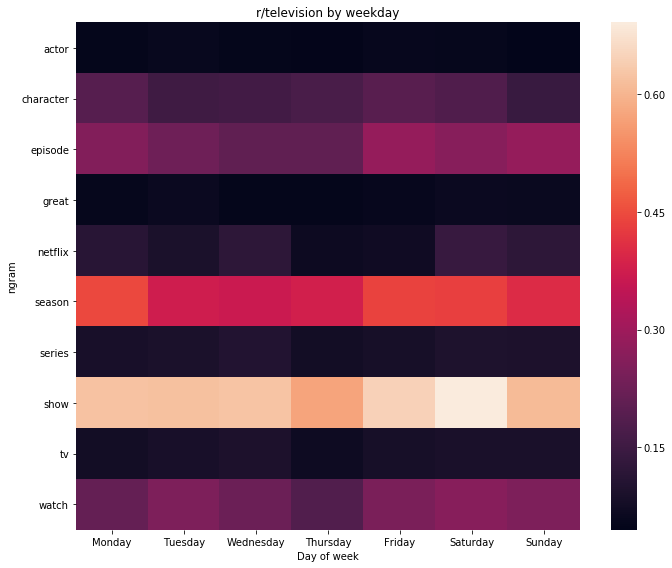 r/television by weekday
ngram
actor
character
episode
great
netflix
season
series
show
tv
watch
Monday Tuesday Wednesday Thursday Friday Saturday Sunday
Day of week
0.60
0.45
0.30
0.15